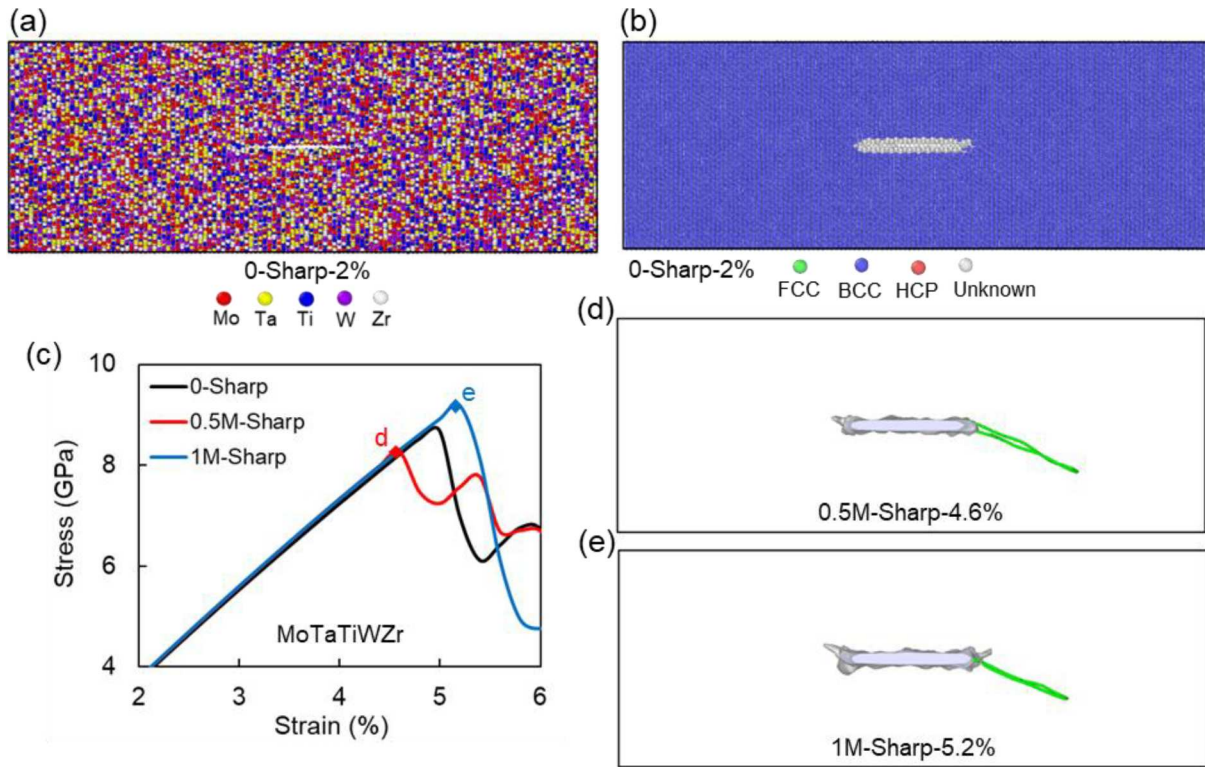 (a)
0-Sharp-2%
Mo Ta Ti W Zr
(b)
0-Sharp-2%
FCC BCC HCP Unknown
(c)
10
8
6
4
2 3 4 5 6
Stress (GPa)
Strain (%)
0-Sharp
0.5M-Sharp
1M-Sharp
d
e
MoTaTiWZr
(d)
0.5M-Sharp-4.6%
(e)
1M-Sharp-5.2%